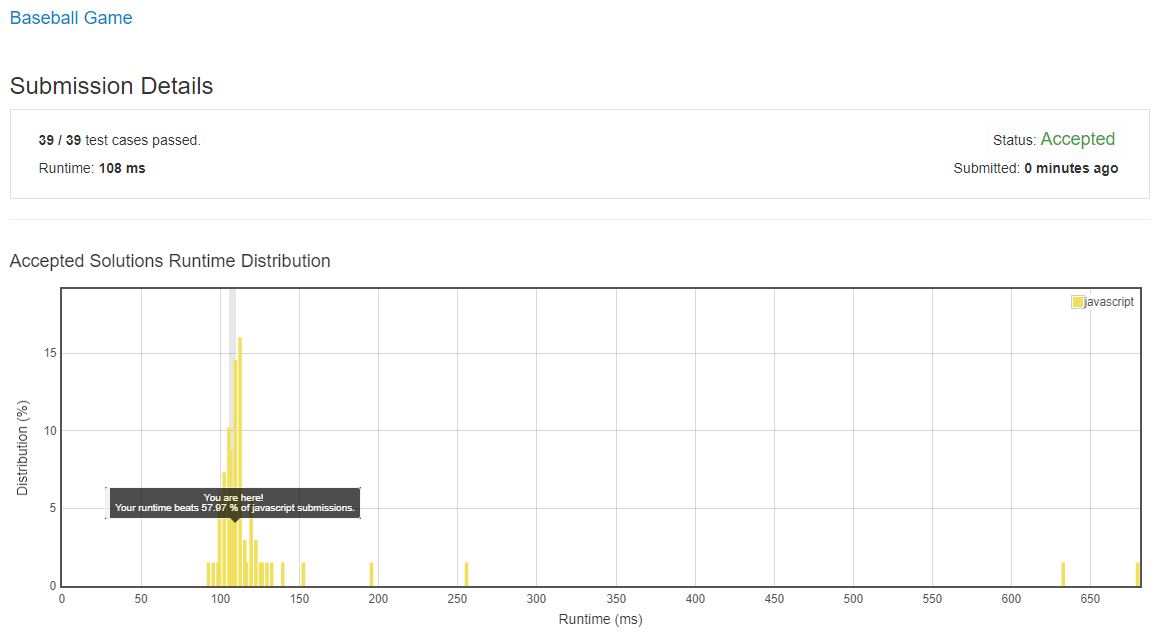 Baseball Game
Submission Details
39 / 39 test cases passed.
Status: Accepted
Runtime: 108 ms
Submitted: 0 minutes ago
Accepted Solutions Runtime Distribution
javascript
15
10
5
0
Distribution (%)
You are here!
Your runtime beats 57.97 % of javascript submissions.
0 50 100 150 200 250 300 350 400 450 500 550 600 650
Runtime (ms)